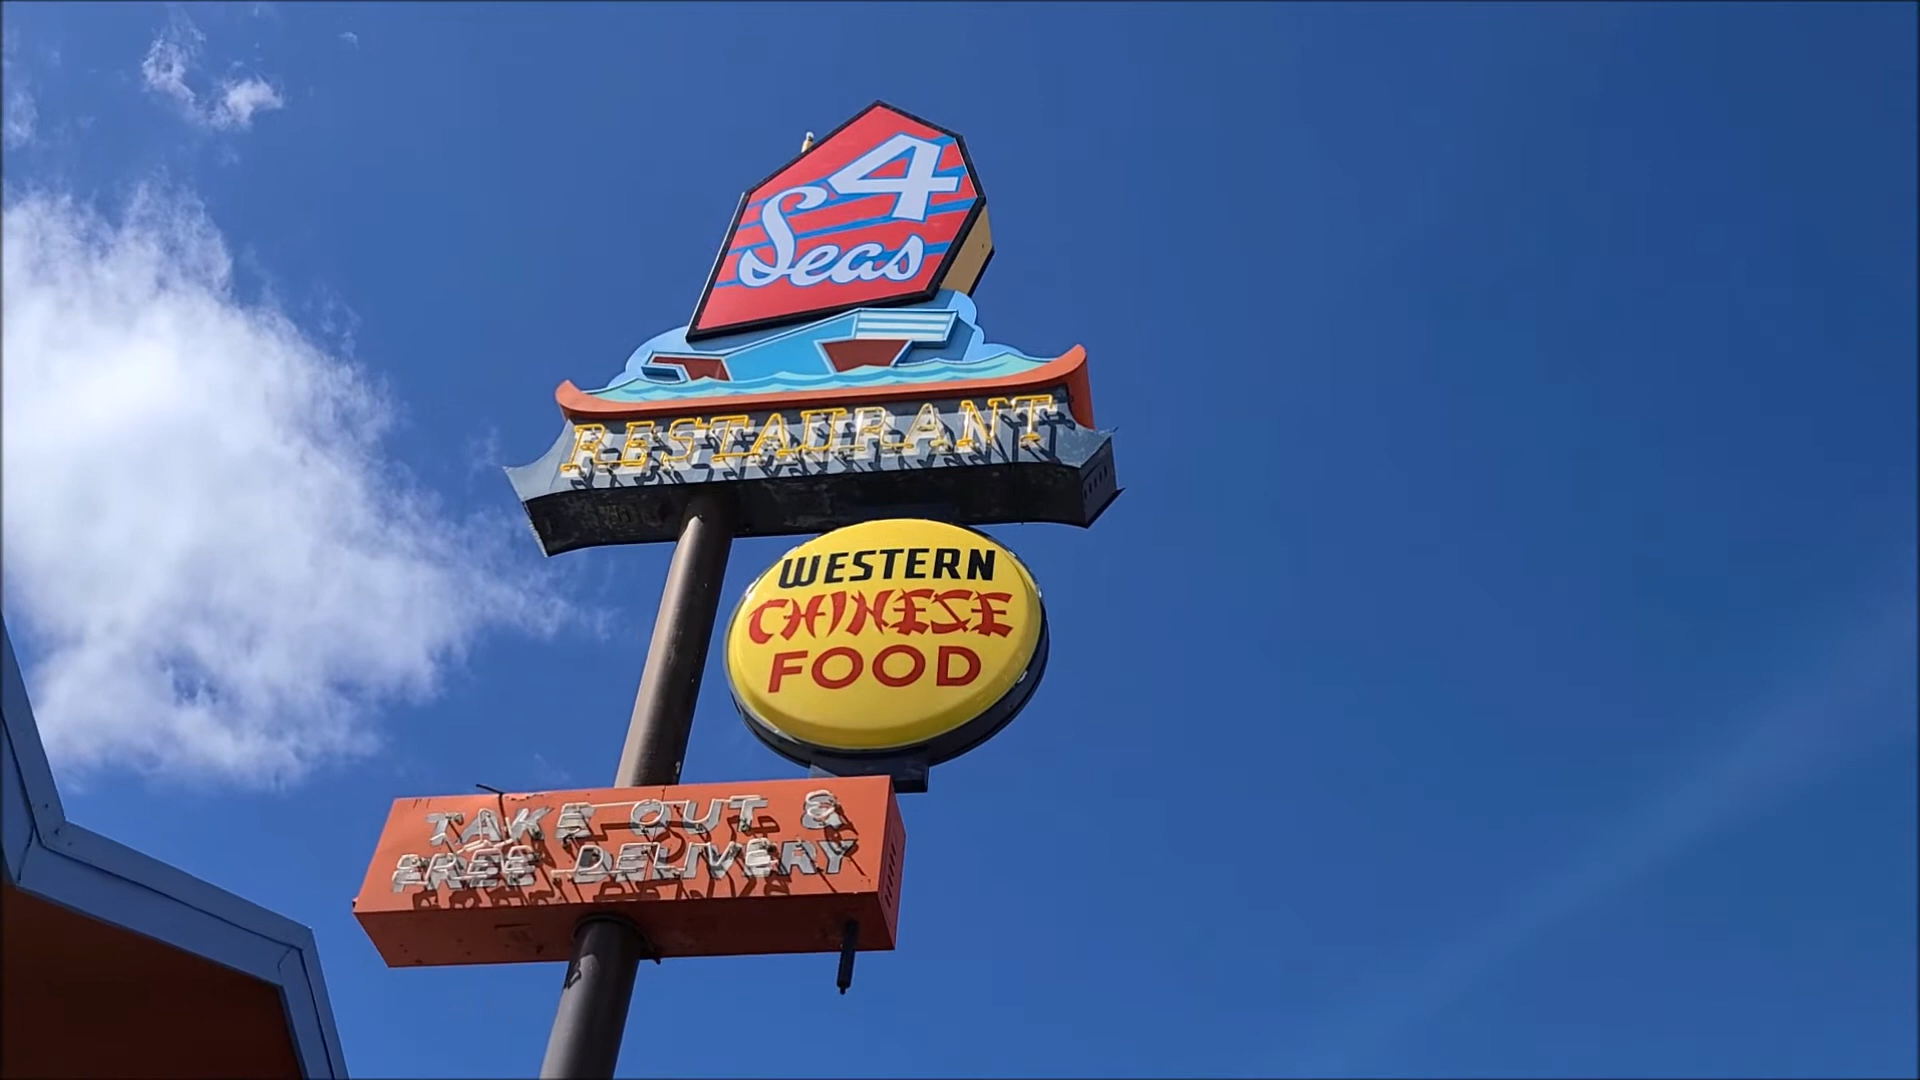 4
Seas
RESTAURANT
WESTERN
CHINESE
FOOD
TAKE OUT &
FREE DELIVERY